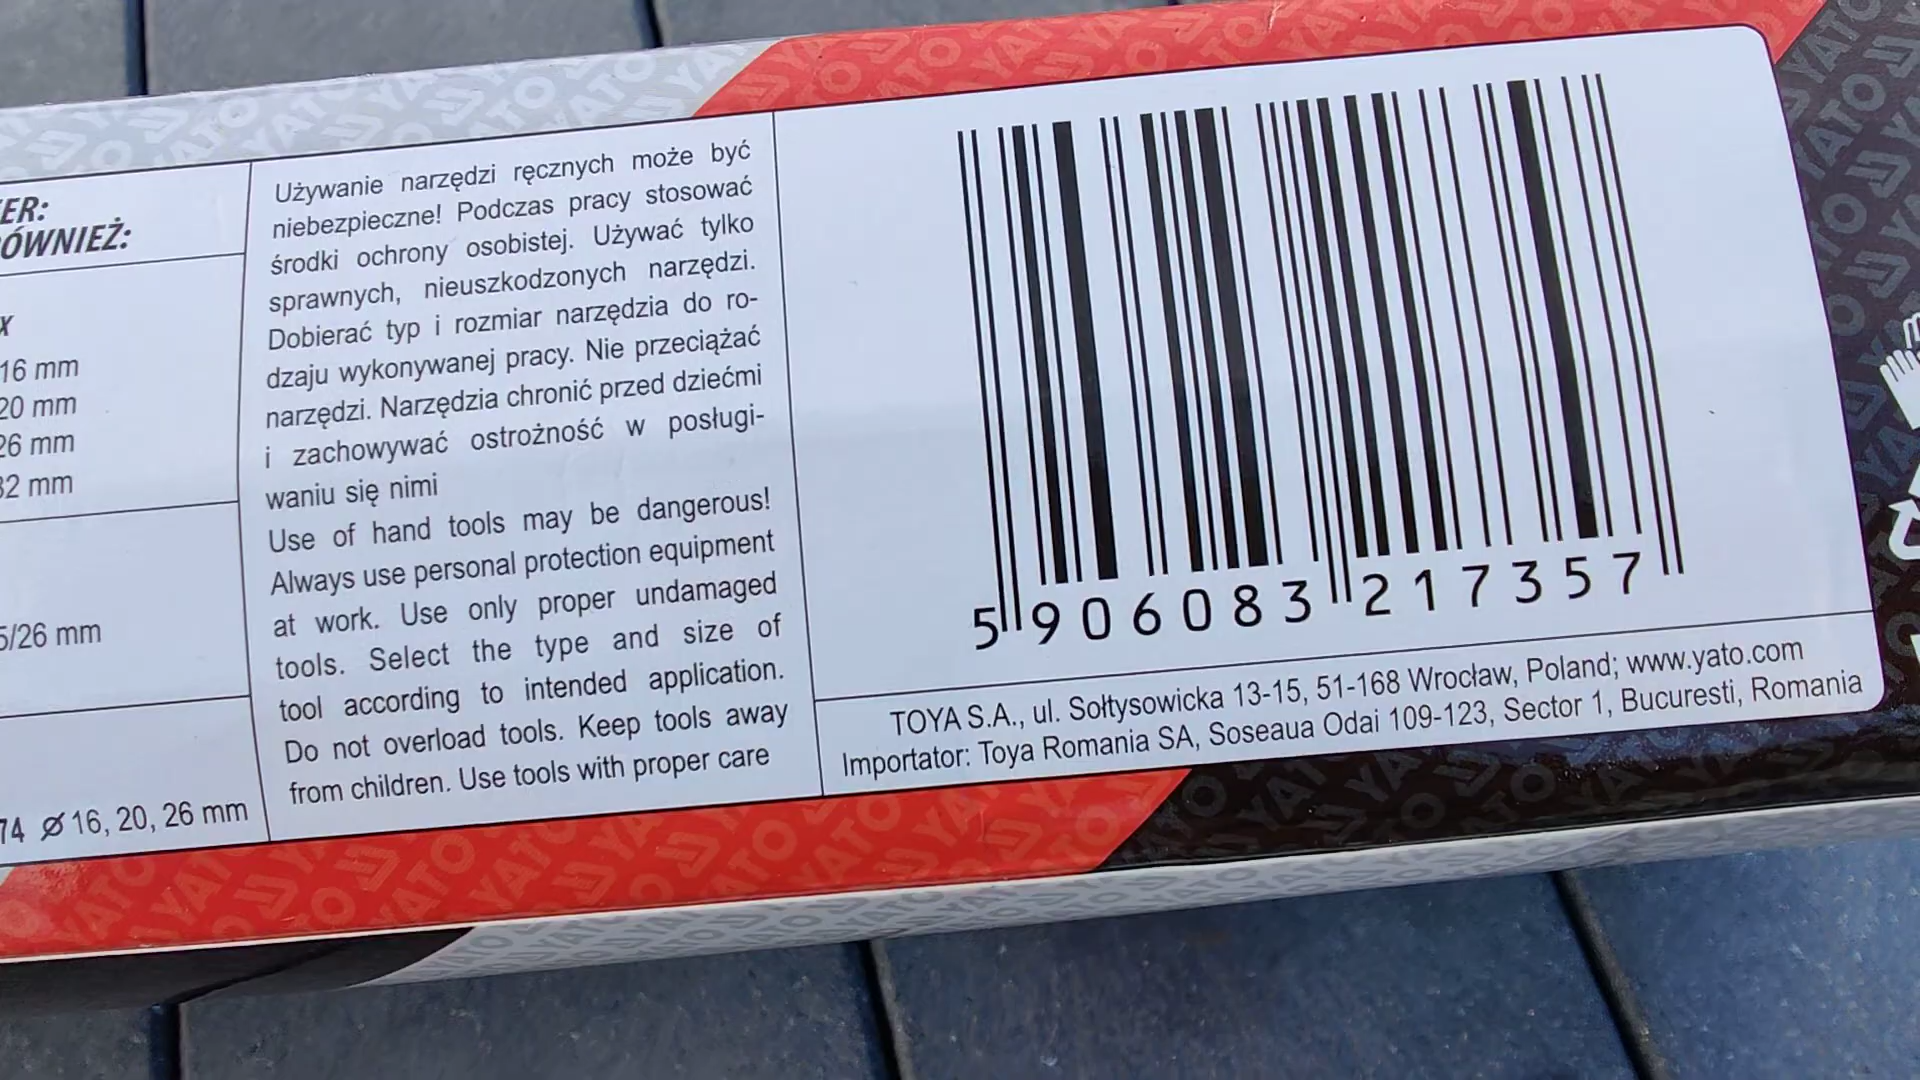 ER:
ÓWNIEŻ:
X
16 mm
20 mm
26 mm
32 mm
5/26 mm
74 Ø 16, 20, 26 mm
Używanie narzędzi ręcznych może być
niebezpieczne! Podczas pracy stosować
środki ochrony osobistej. Używać tylko
sprawnych, nieuszkodzonych narzędzi.
Dobierać typ i rozmiar narzędzia do ro-
dzaju wykonywanej pracy. Nie przeciążać
narzędzi. Narzędzia chronić przed dziećmi
i zachowywać ostrożność w posługi-
waniu się nimi
Use of hand tools may be dangerous!
Always use personal protection equipment
at work. Use only proper undamaged
tools. Select the type and size of
tool according to intended application.
Do not overload tools. Keep tools away
from children. Use tools with proper care
5 906083 217357
TOYA S.A., ul. Sołtysowicka 13-15, 51-168 Wrocław, Poland; www.yato.com
Importator: Toya Romania SA, Soseaua Odai 109-123, Sector 1, Bucuresti, Romania